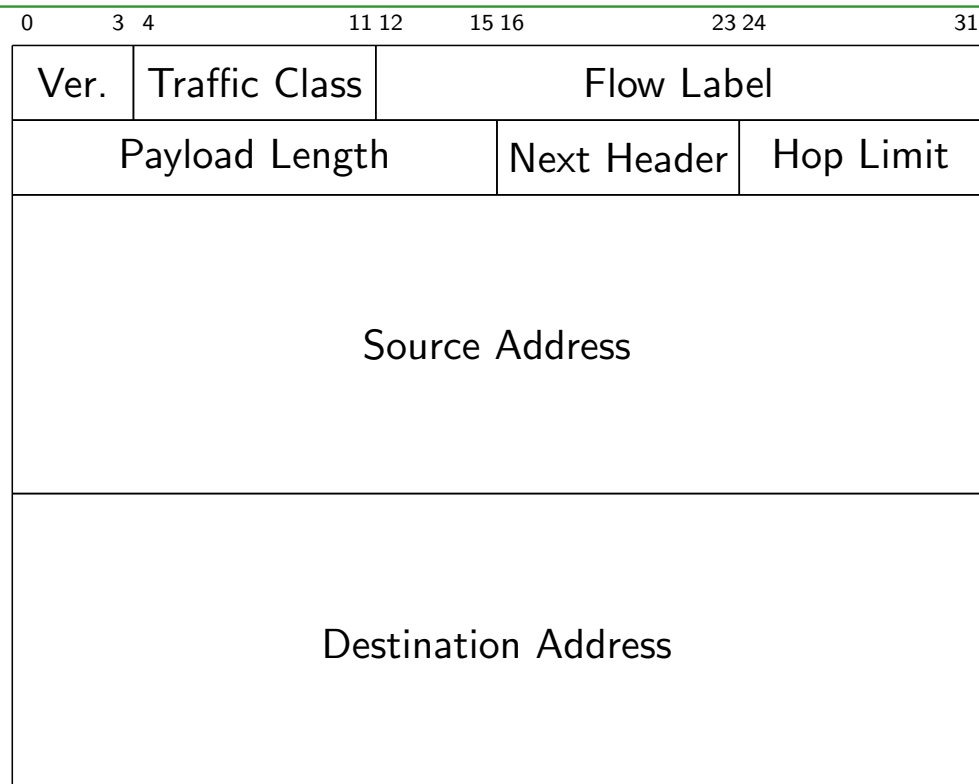 0 3 4 11 12 15 16 23 24 31
Ver. Traffic Class Flow Label
Payload Length Next Header Hop Limit
Source Address
Destination Address